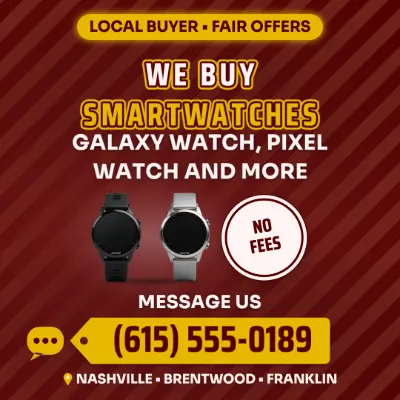 LOCAL BUYER • FAIR OFFERS
WE BUY
SMARTWATCHES
GALAXY WATCH, PIXEL
WATCH AND MORE
NO
FEES
MESSAGE US
(615) 555-0189
NASHVILLE • BRENTWOOD • FRANKLIN